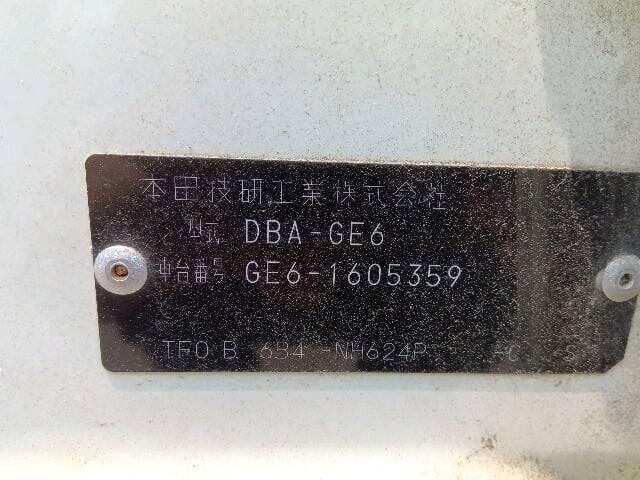 本田技研工業株式会社
型式 DBA-GE6
車台番号 GE6-1605359
TF0 B 6B4 -NH624P -C S